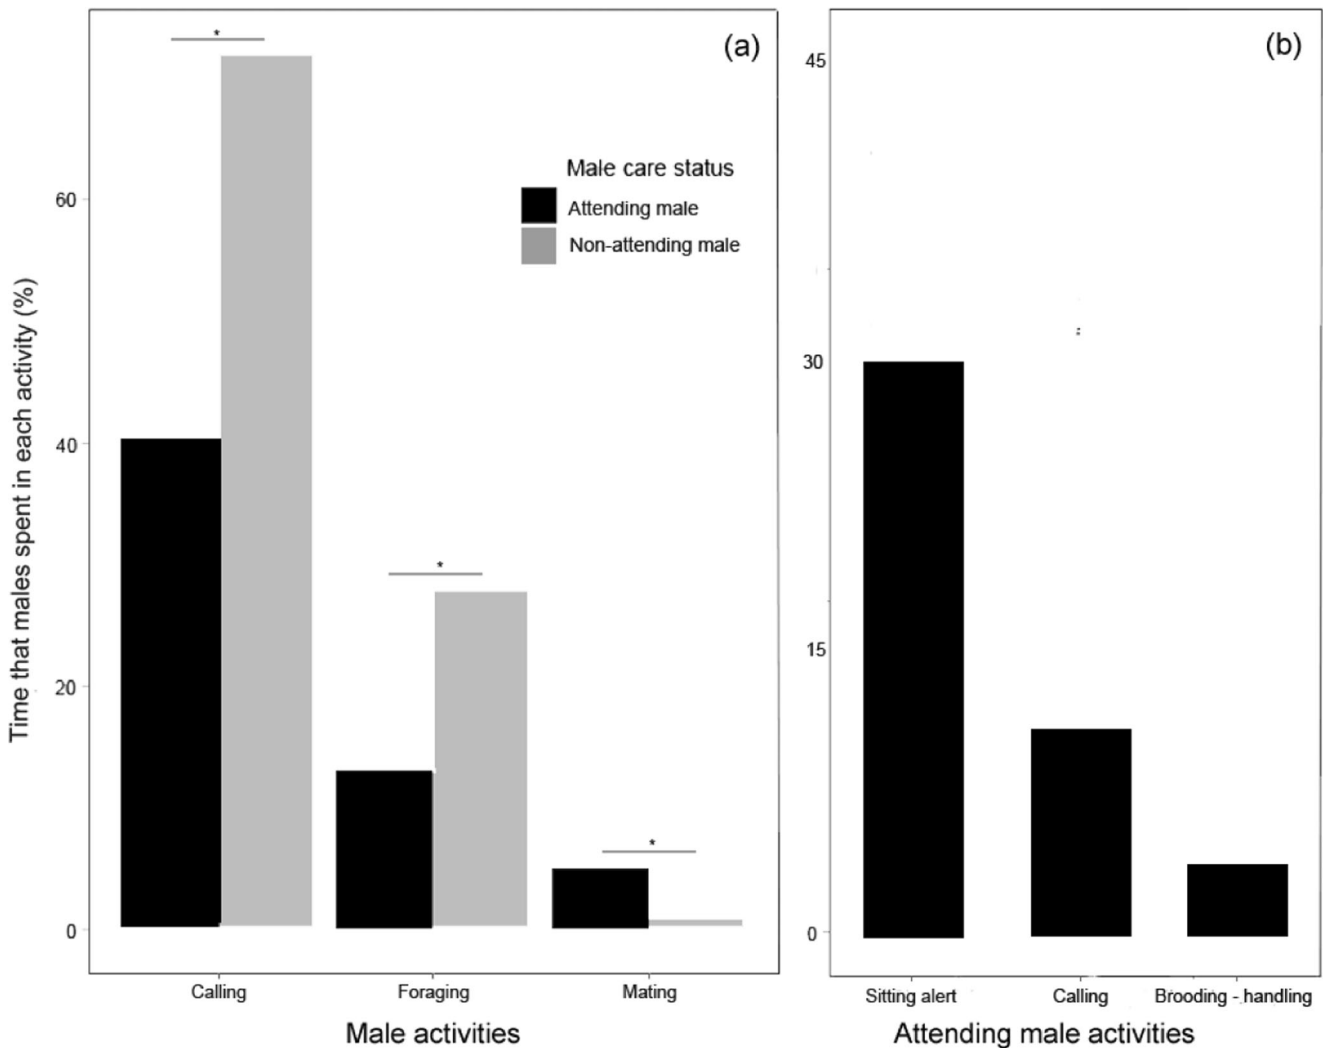 (a)
*
Male care status
Attending male
Non-attending male
*
*
60
40
20
0
Time that males spent in each activity (%)
Calling
Foraging
Mating
Male activities
(b)
45
30
15
0
Sitting alert
Calling
Brooding - handling
Attending male activities